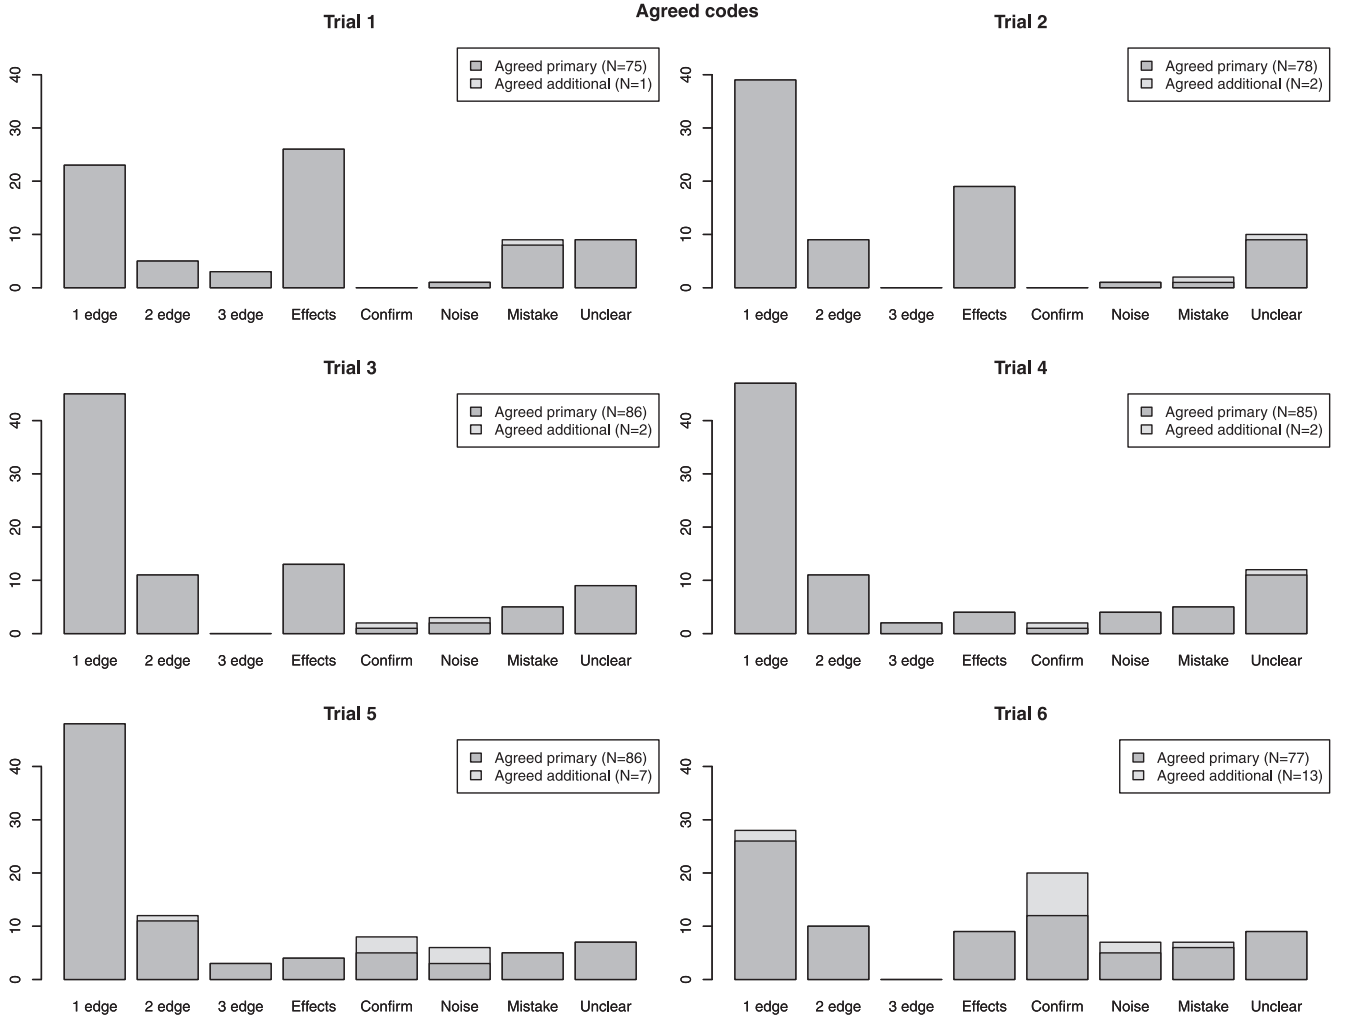 Agreed codes
Trial 1
Agreed primary (N=75)
Agreed additional (N=1)
40
30
20
10
0
1 edge 2 edge 3 edge Effects Confirm Noise Mistake Unclear
Trial 2
Agreed primary (N=78)
Agreed additional (N=2)
40
30
20
10
0
1 edge 2 edge 3 edge Effects Confirm Noise Mistake Unclear
Trial 3
Agreed primary (N=86)
Agreed additional (N=2)
40
30
20
10
0
1 edge 2 edge 3 edge Effects Confirm Noise Mistake Unclear
Trial 4
Agreed primary (N=85)
Agreed additional (N=2)
40
30
20
10
0
1 edge 2 edge 3 edge Effects Confirm Noise Mistake Unclear
Trial 5
Agreed primary (N=86)
Agreed additional (N=7)
40
30
20
10
0
1 edge 2 edge 3 edge Effects Confirm Noise Mistake Unclear
Trial 6
Agreed primary (N=77)
Agreed additional (N=13)
40
30
20
10
0
1 edge 2 edge 3 edge Effects Confirm Noise Mistake Unclear